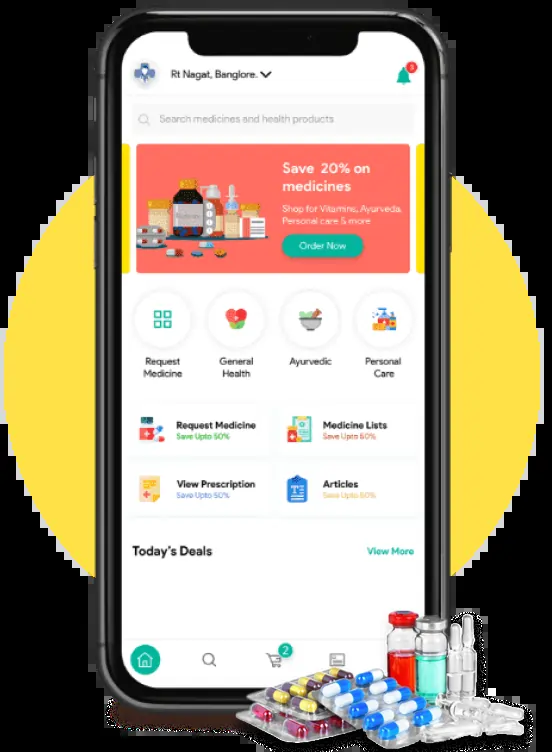 Rt Nagat, Banglore.
9
Search medicines and health products
Save 20% on
medicines
Shop for Vitamins, Ayurveda,
Personal care & more
Order Now
Request
Medicine
General
Health
Ayurvedic
Personal
Care
Request Medicine
Save Upto 50%
Medicine Lists
Save Upto 50%
View Prescription
Save Upto 50%
Articles
Save Upto 50%
Today's Deals
View More
2